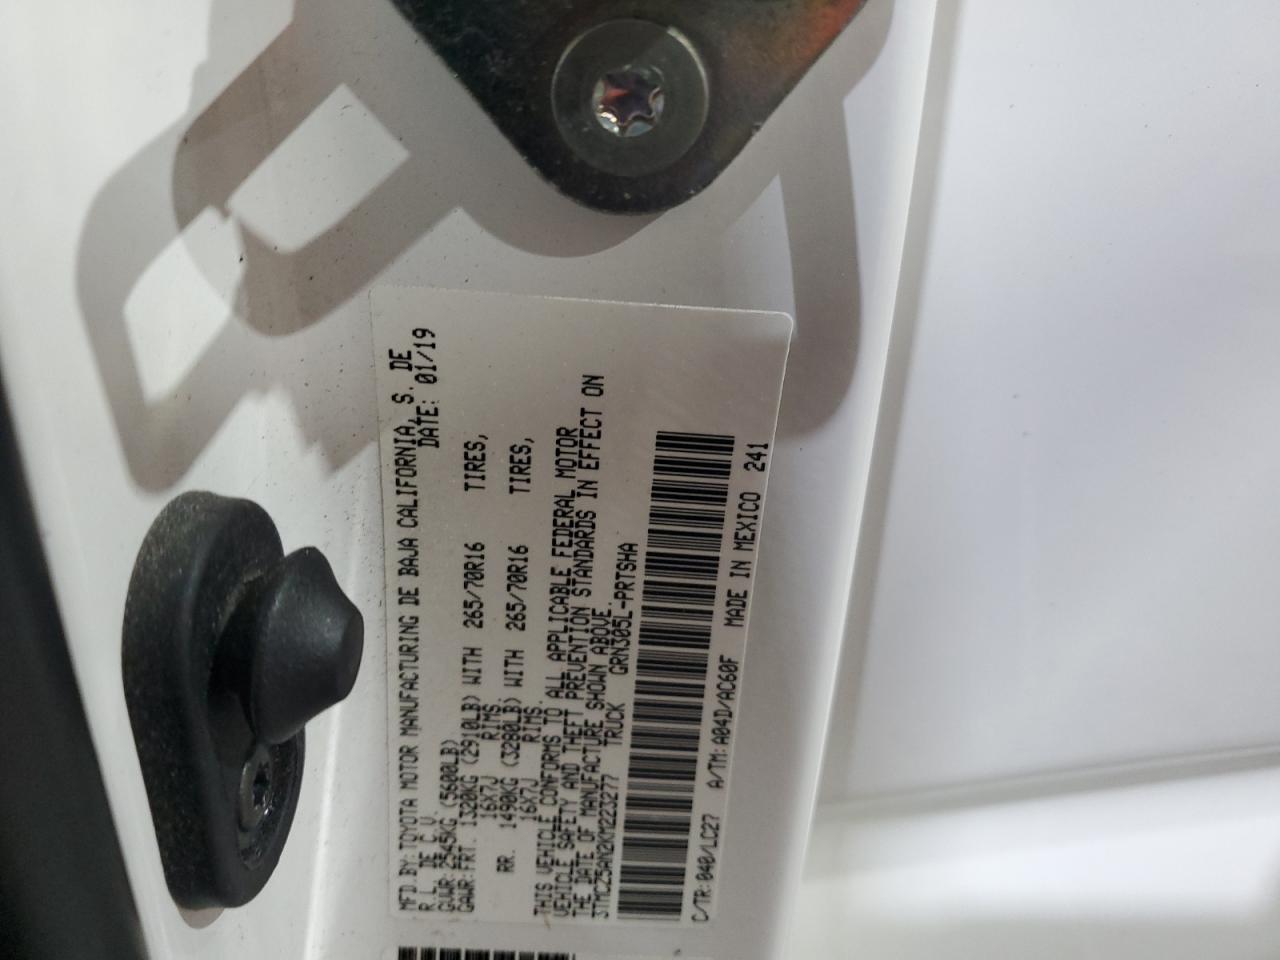 MFD.BY: TOYOTA MOTOR MANUFACTURING DE BAJA CALIFORNIA, S. DE
R.L. DE C.V. DATE: 01/19
GVWR: 2545KG (5600LB)
GAWR:FRT. 1320KG (2910LB) WITH 265/70R16 TIRES,
16X7J RIMS.
RR. 1490KG (3280LB) WITH 265/70R16 TIRES,
16X7J RIMS.
THIS VEHICLE CONFORMS TO ALL APPLICABLE FEDERAL MOTOR
VEHICLE SAFETY AND THEFT PREVENTION STANDARDS IN EFFECT ON
THE DATE OF MANUFACTURE SHOWN ABOVE.
3TMCZ5AN2KM223277 TRUCK GRN305L-PRTSHA
C/TR: 040/LC27 A/TM: A04D/AC60F MADE IN MEXICO 241